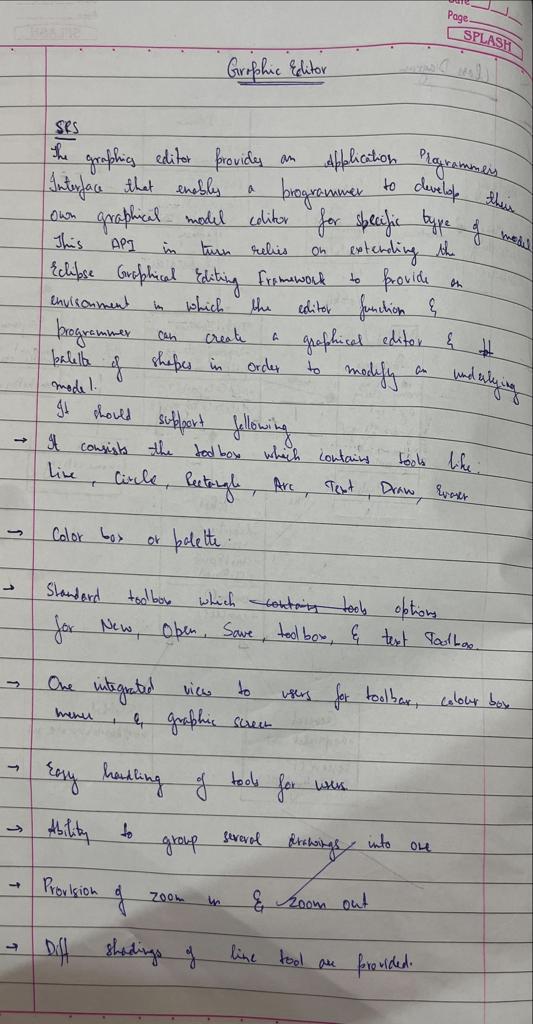 Date
Page
SPLASH
Graphic Editor
SRS
The graphics editor provides an Application Programmers
Interface that enables a programmer to develop their
own graphical model editor for specific type of model
This API in turn relies on extending the
Eclipse Graphical Editing Framework to provide an
environment in which the editor function &
programmer can create a graphical editor &
palette of shapes in order to modify an underlying
model.
It should support following
→ It consists the toolbox which contains tools like:
Line, Circle, Rectangle, Arc, Text, Draw, Eraser
→ Color box or palette.
→ Standard toolbox which contains tools options
for New, Open, Save, toolbox, & text Toolbox.
→ One integrated view to users for toolbar, colour box
menu, & graphic screen
→ Easy handling of tools for users.
→ Ability to group several drawings into one
→ Provision of zoom in & zoom out
→ Diff shadings of line tool are provided.